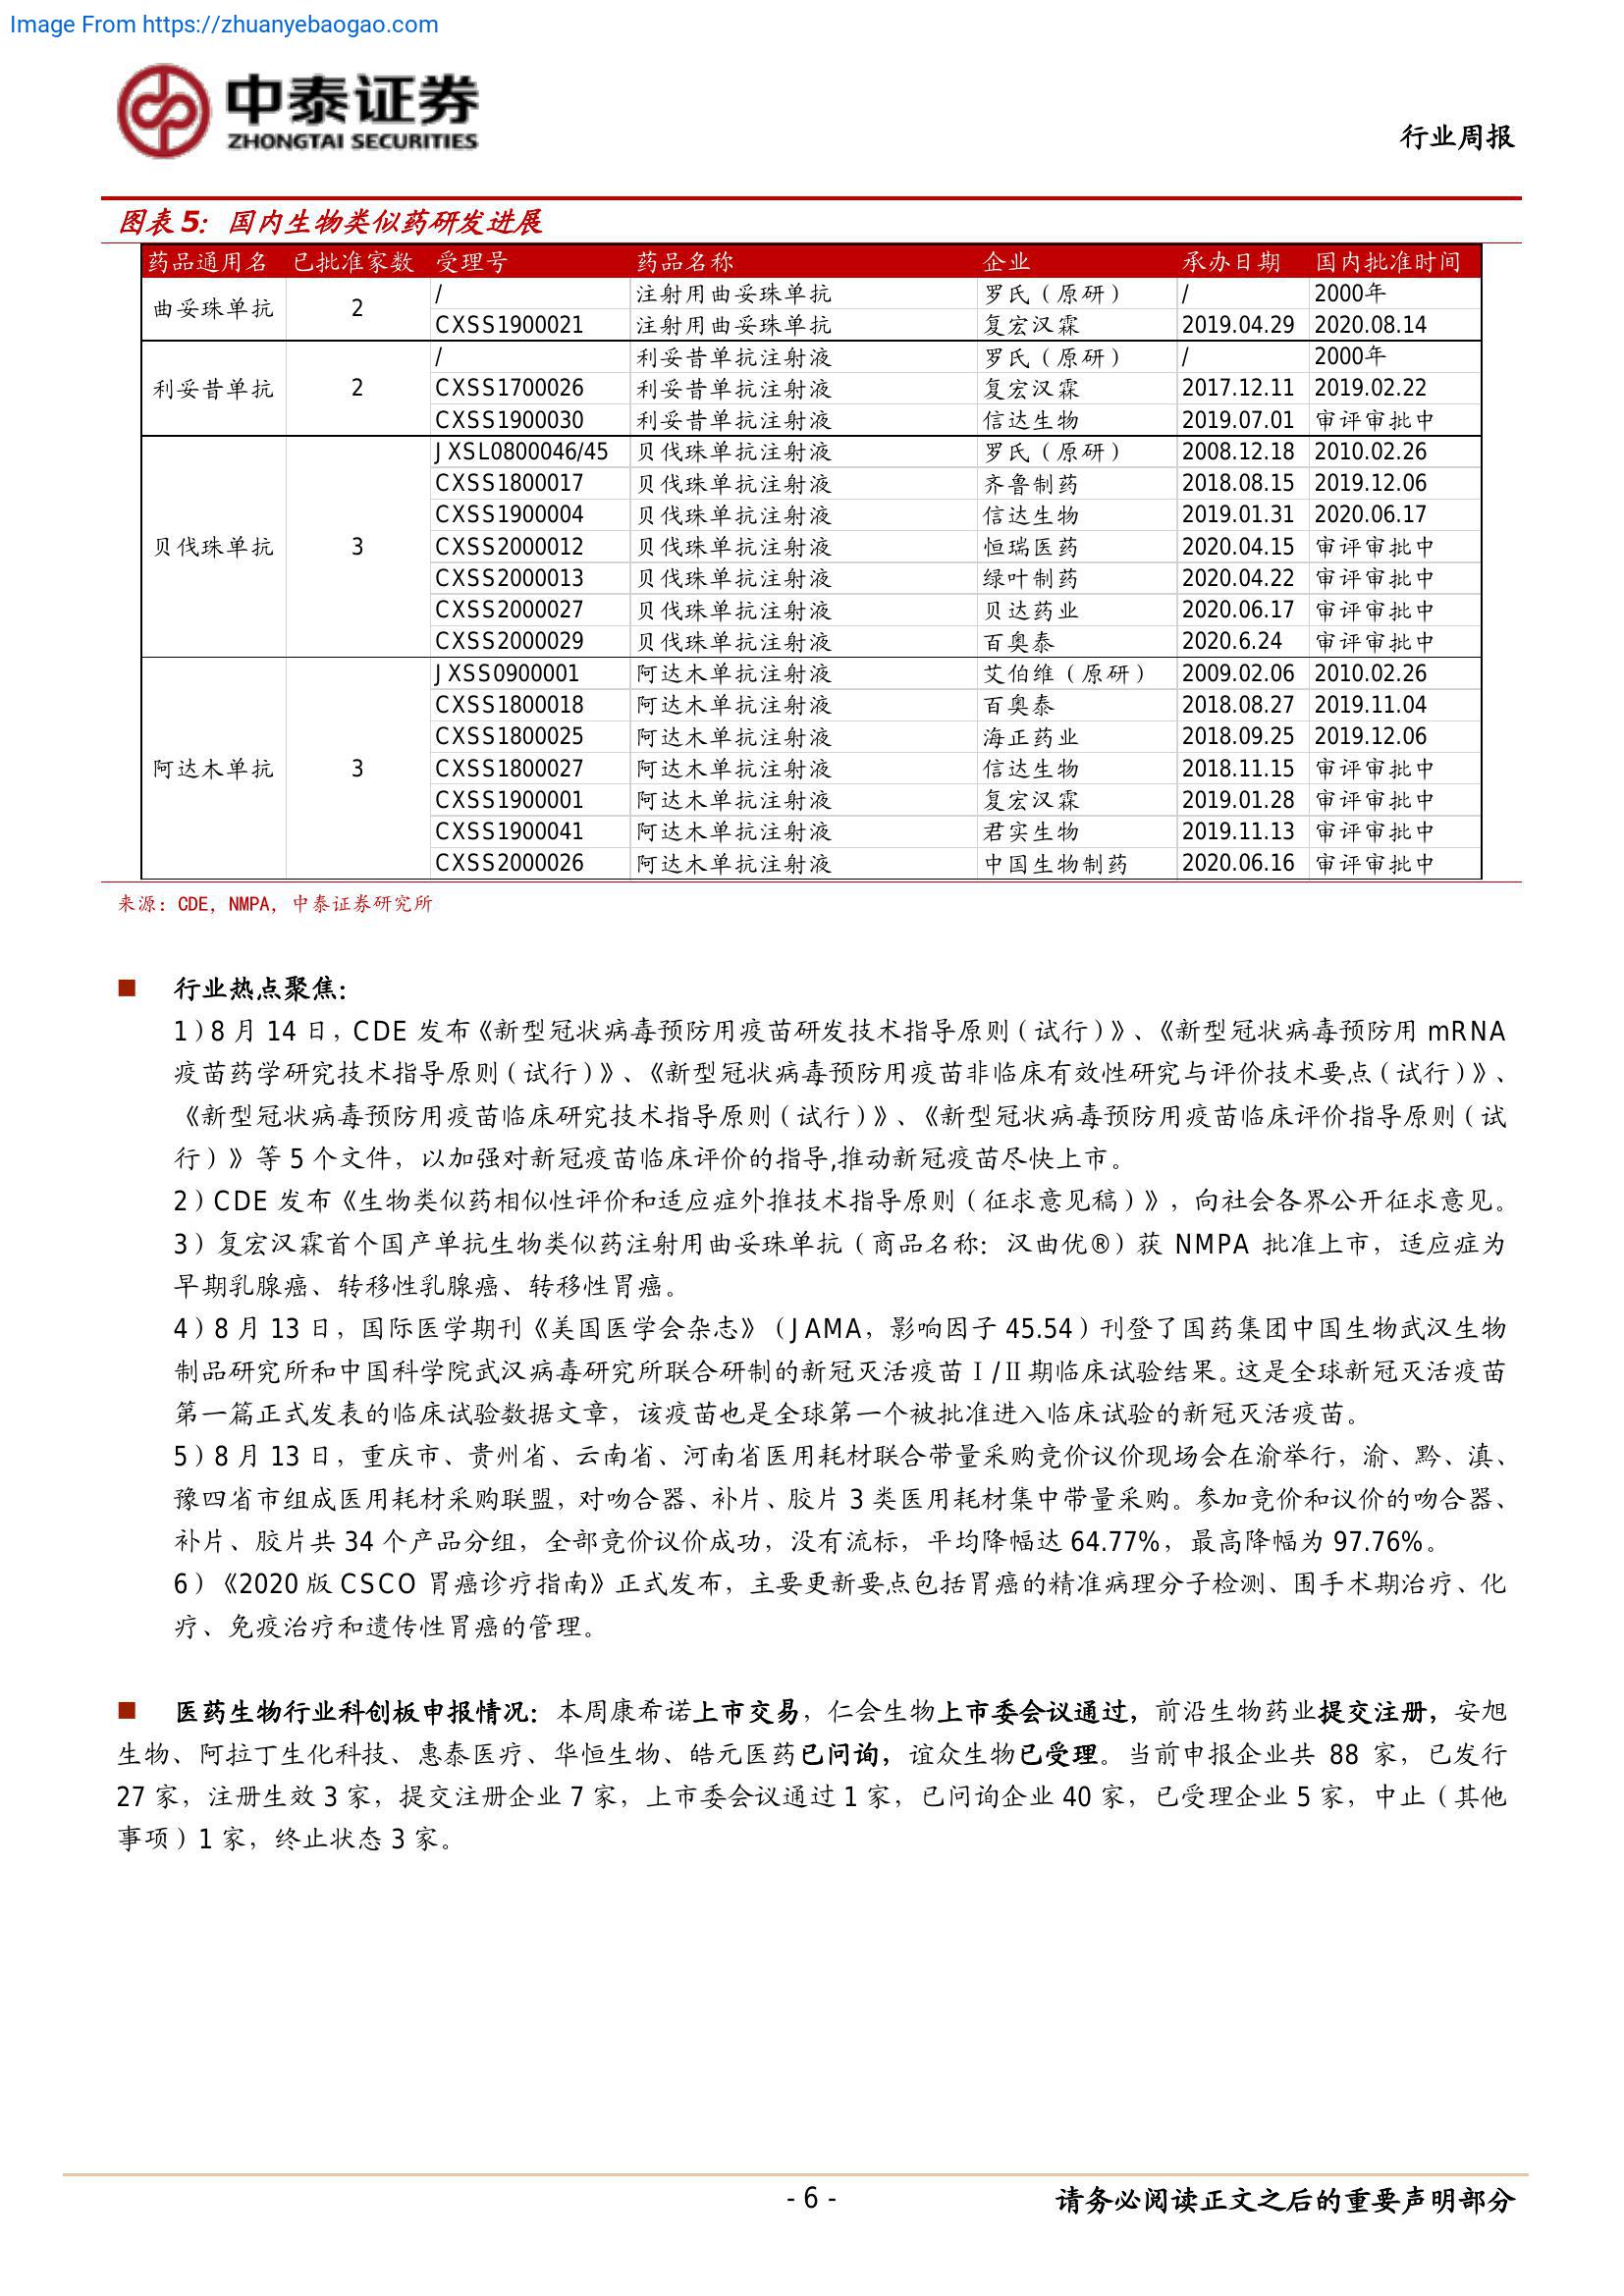 Image From https://zhuanyebaogao.com
中泰证券
ZHONGTAI SECURITIES
行业周报
图表 5：国内生物类似药研发进展
药品通用名 已批准家数 受理号 药品名称 企业 承办日期 国内批准时间
曲妥珠单抗 2 / 注射用曲妥珠单抗 罗氏（原研） / 2000年
CXSS1900021 注射用曲妥珠单抗 复宏汉霖 2019.04.29 2020.08.14
利妥昔单抗 2 / 利妥昔单抗注射液 罗氏（原研） / 2000年
CXSS1700026 利妥昔单抗注射液 复宏汉霖 2017.12.11 2019.02.22
CXSS1900030 利妥昔单抗注射液 信达生物 2019.07.01 审评审批中
贝伐珠单抗 3 JXSL0800046/45 贝伐珠单抗注射液 罗氏（原研） 2008.12.18 2010.02.26
CXSS1800017 贝伐珠单抗注射液 齐鲁制药 2018.08.15 2019.12.06
CXSS1900004 贝伐珠单抗注射液 信达生物 2019.01.31 2020.06.17
CXSS2000012 贝伐珠单抗注射液 恒瑞医药 2020.04.15 审评审批中
CXSS2000013 贝伐珠单抗注射液 绿叶制药 2020.04.22 审评审批中
CXSS2000027 贝伐珠单抗注射液 贝达药业 2020.06.17 审评审批中
CXSS2000029 贝伐珠单抗注射液 百奥泰 2020.6.24 审评审批中
阿达木单抗 3 JXSS0900001 阿达木单抗注射液 艾伯维（原研） 2009.02.06 2010.02.26
CXSS1800018 阿达木单抗注射液 百奥泰 2018.08.27 2019.11.04
CXSS1800025 阿达木单抗注射液 海正药业 2018.09.25 2019.12.06
CXSS1800027 阿达木单抗注射液 信达生物 2018.11.15 审评审批中
CXSS1900001 阿达木单抗注射液 复宏汉霖 2019.01.28 审评审批中
CXSS1900041 阿达木单抗注射液 君实生物 2019.11.13 审评审批中
CXSS2000026 阿达木单抗注射液 中国生物制药 2020.06.16 审评审批中
来源：CDE，NMPA，中泰证券研究所
■ 行业热点聚焦：
1）8 月 14 日，CDE 发布《新型冠状病毒预防用疫苗研发技术指导原则（试行）》、《新型冠状病毒预防用 mRNA
疫苗药学研究技术指导原则（试行）》、《新型冠状病毒预防用疫苗非临床有效性研究与评价技术要点（试行）》、
《新型冠状病毒预防用疫苗临床研究技术指导原则（试行）》、《新型冠状病毒预防用疫苗临床评价指导原则（试
行）》等 5 个文件，以加强对新冠疫苗临床评价的指导,推动新冠疫苗尽快上市。
2）CDE 发布《生物类似药相似性评价和适应症外推技术指导原则（征求意见稿）》，向社会各界公开征求意见。
3）复宏汉霖首个国产单抗生物类似药注射用曲妥珠单抗（商品名称：汉曲优®）获 NMPA 批准上市，适应症为
早期乳腺癌、转移性乳腺癌、转移性胃癌。
4）8 月 13 日，国际医学期刊《美国医学会杂志》（JAMA，影响因子 45.54）刊登了国药集团中国生物武汉生物
制品研究所和中国科学院武汉病毒研究所联合研制的新冠灭活疫苗Ⅰ/Ⅱ期临床试验结果。这是全球新冠灭活疫苗
第一篇正式发表的临床试验数据文章，该疫苗也是全球第一个被批准进入临床试验的新冠灭活疫苗。
5）8 月 13 日，重庆市、贵州省、云南省、河南省医用耗材联合带量采购竞价议价现场会在渝举行，渝、黔、滇、
豫四省市组成医用耗材采购联盟，对吻合器、补片、胶片 3 类医用耗材集中带量采购。参加竞价和议价的吻合器、
补片、胶片共 34 个产品分组，全部竞价议价成功，没有流标，平均降幅达 64.77%，最高降幅为 97.76%。
6）《2020 版 CSCO 胃癌诊疗指南》正式发布，主要更新要点包括胃癌的精准病理分子检测、围手术期治疗、化
疗、免疫治疗和遗传性胃癌的管理。
■ 医药生物行业科创板申报情况：本周康希诺上市交易，仁会生物上市委会议通过，前沿生物药业提交注册，安旭
生物、阿拉丁生化科技、惠泰医疗、华恒生物、皓元医药已问询，谊众生物已受理。当前申报企业共 88 家，已发行
27 家，注册生效 3 家，提交注册企业 7 家，上市委会议通过 1 家，已问询企业 40 家，已受理企业 5 家，中止（其他
事项）1 家，终止状态 3 家。
- 6 -
请务必阅读正文之后的重要声明部分